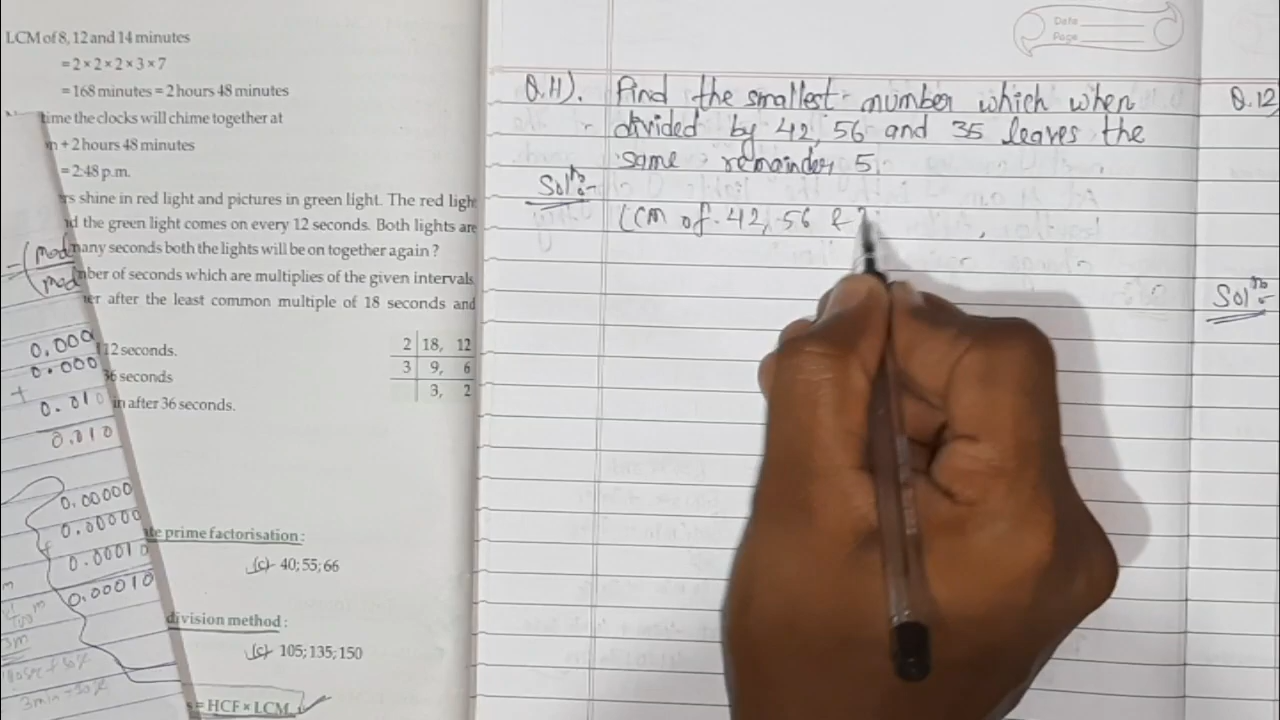 LCM of 8, 12 and 14 minutes
= 2 × 2 × 2 × 3 × 7
= 168 minutes = 2 hours 48 minutes
time the clocks will chime together at
+ 2 hours 48 minutes
= 2:48 p.m.
shine in red light and pictures in green light. The red
the green light comes on every 12 seconds. Both lights are
many seconds both the lights will be on together again ?
of seconds which are multiplies of the given intervals
after the least common multiple of 18 seconds and
12 seconds.
36 seconds
in after 36 seconds.
2 18, 12
3 9, 6
3, 2
prime factorisation :
(c) 40; 55; 66
division method :
(c) 105; 135; 150
= HCF × LCM
0.000
0.000
+
0.010
0.010
0.00000
0.00000
0.00010
0.00010
Date
Page
Q.11). Find the smallest number which when
divided by 42, 56 and 35 leaves the
same remainder 5.
Solⁿ:-
LCM of 42, 56 &
Q.12
Solⁿ:-